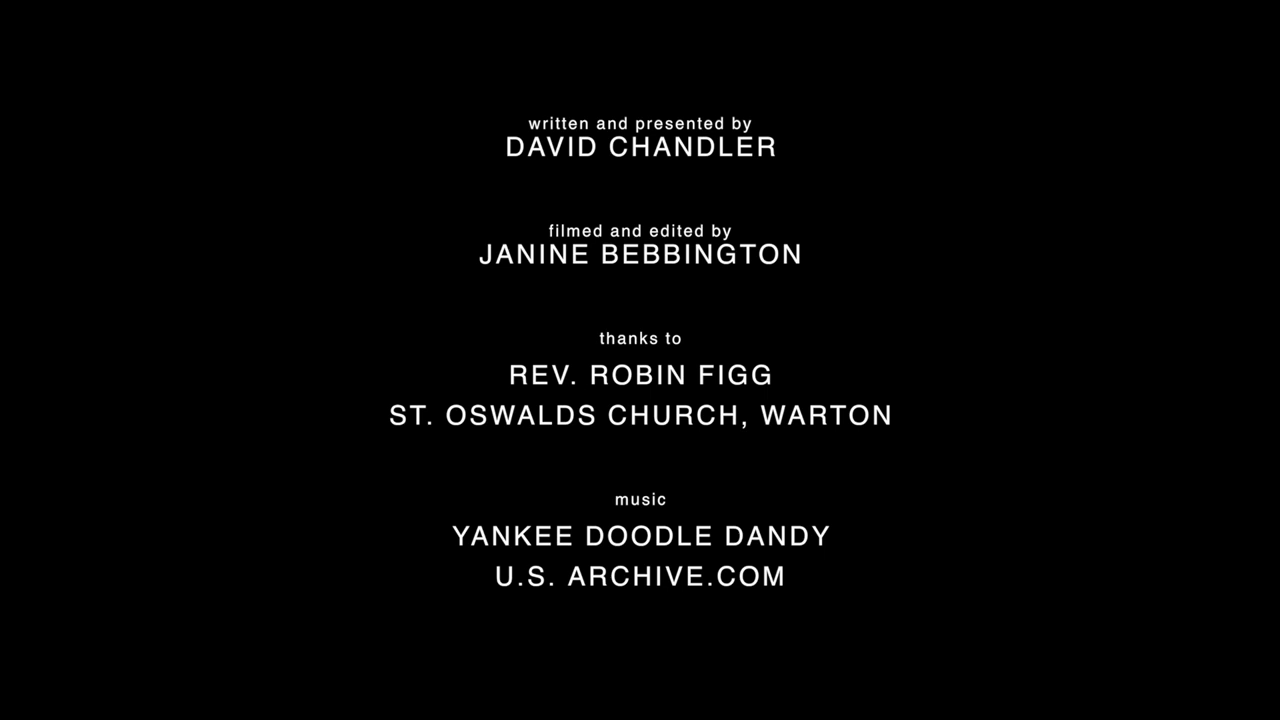 written and presented by
DAVID CHANDLER
filmed and edited by
JANINE BEBBINGTON
thanks to
REV. ROBIN FIGG
ST. OSWALDS CHURCH, WARTON
music
YANKEE DOODLE DANDY
U.S. ARCHIVE.COM